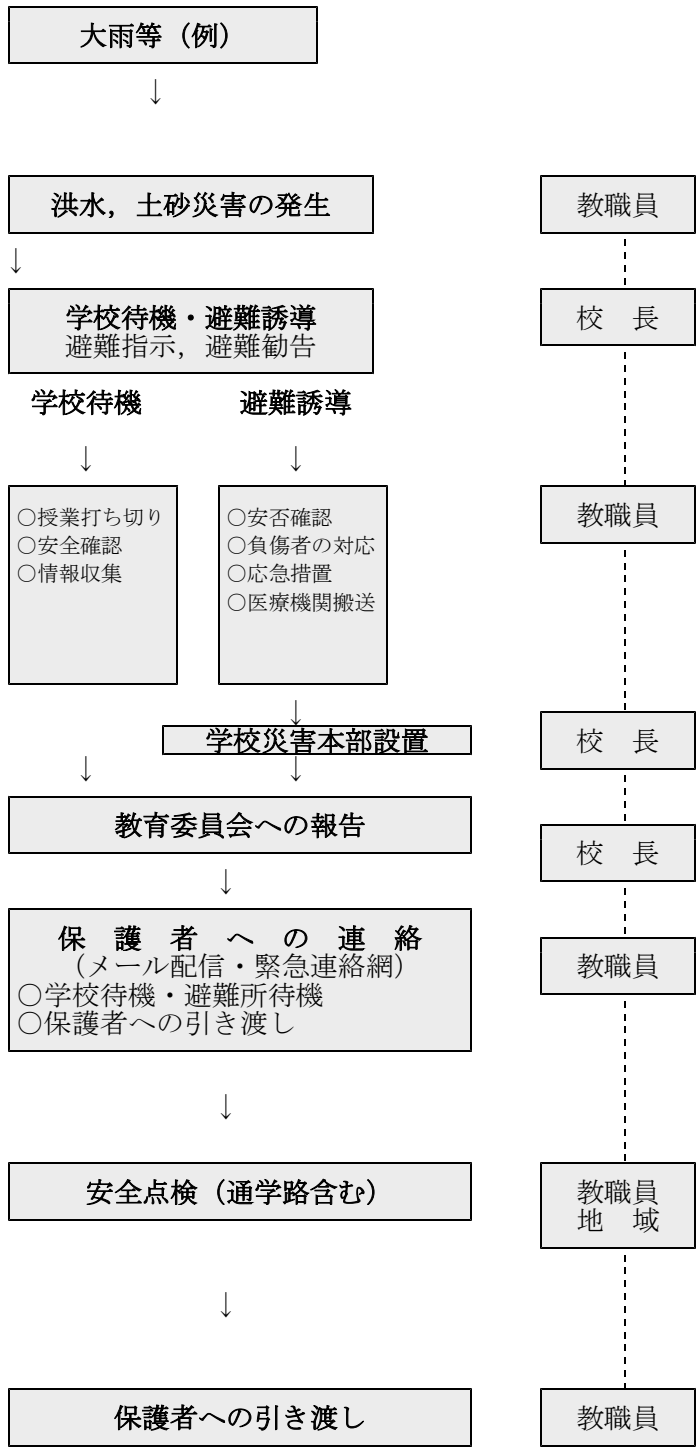 大雨等（例）
↓
洪水，土砂災害の発生
教職員
↓
学校待機・避難誘導
避難指示，避難勧告
校　長
学校待機
避難誘導
↓
↓
○授業打ち切り
○安全確認
○情報収集
○安否確認
○負傷者の対応
○応急措置
○医療機関搬送
教職員
↓
学校災害本部設置
校　長
↓
↓
教育委員会への報告
校　長
↓
保　護　者　へ　の　連　絡
（メール配信・緊急連絡網）
○学校待機・避難所待機
○保護者への引き渡し
教職員
↓
安全点検（通学路含む）
教職員
地　域
↓
保護者への引き渡し
教職員